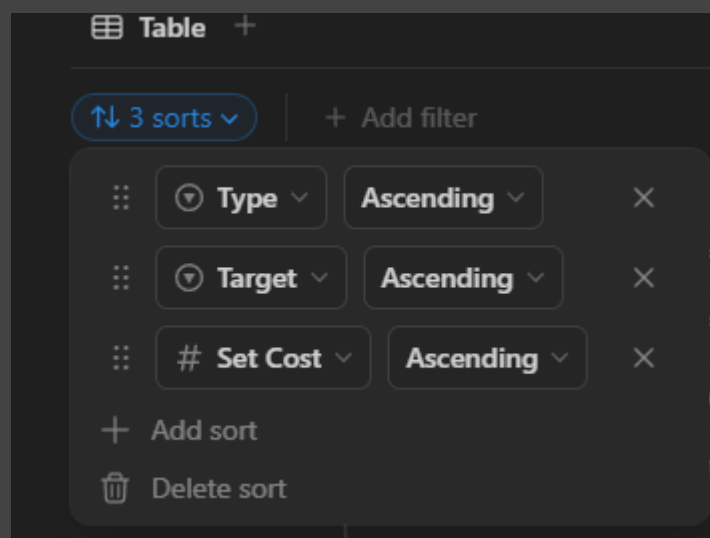 Table +
3 sorts + Add filter
Type Ascending
Target Ascending
# Set Cost Ascending
+ Add sort
Delete sort